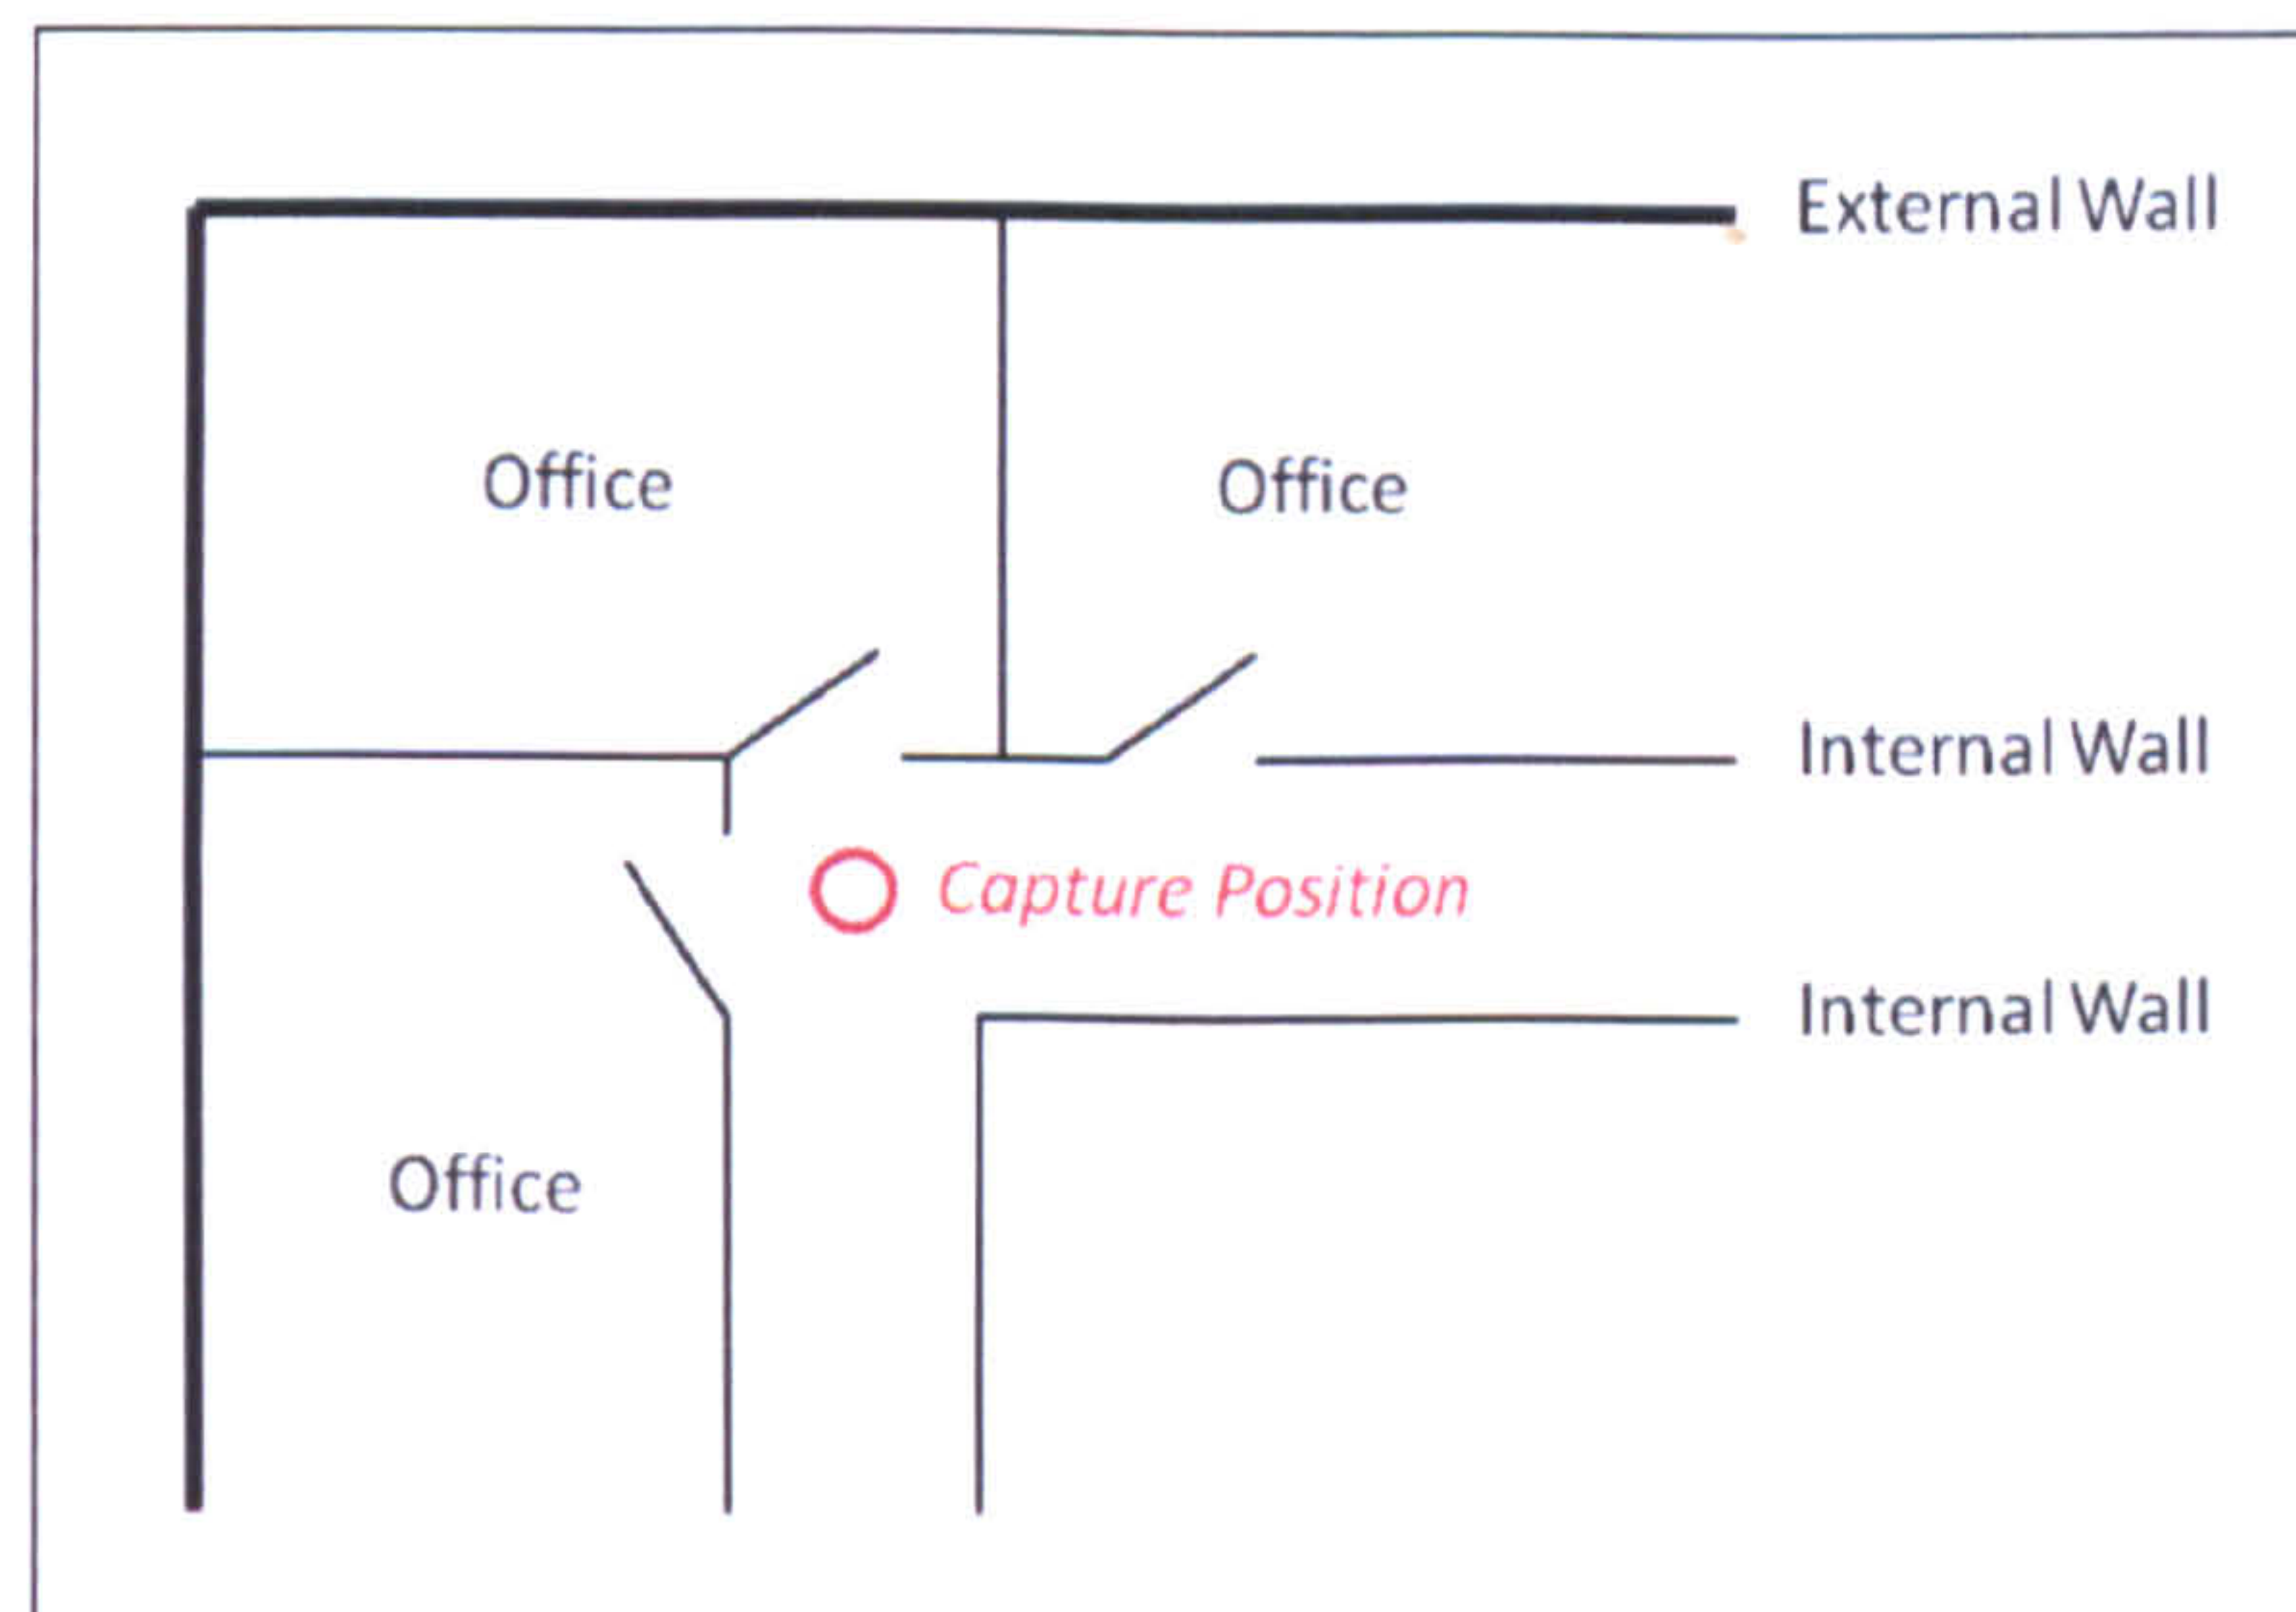 External Wall
Office
Office
Internal Wall
Capture Position
Internal Wall
Office